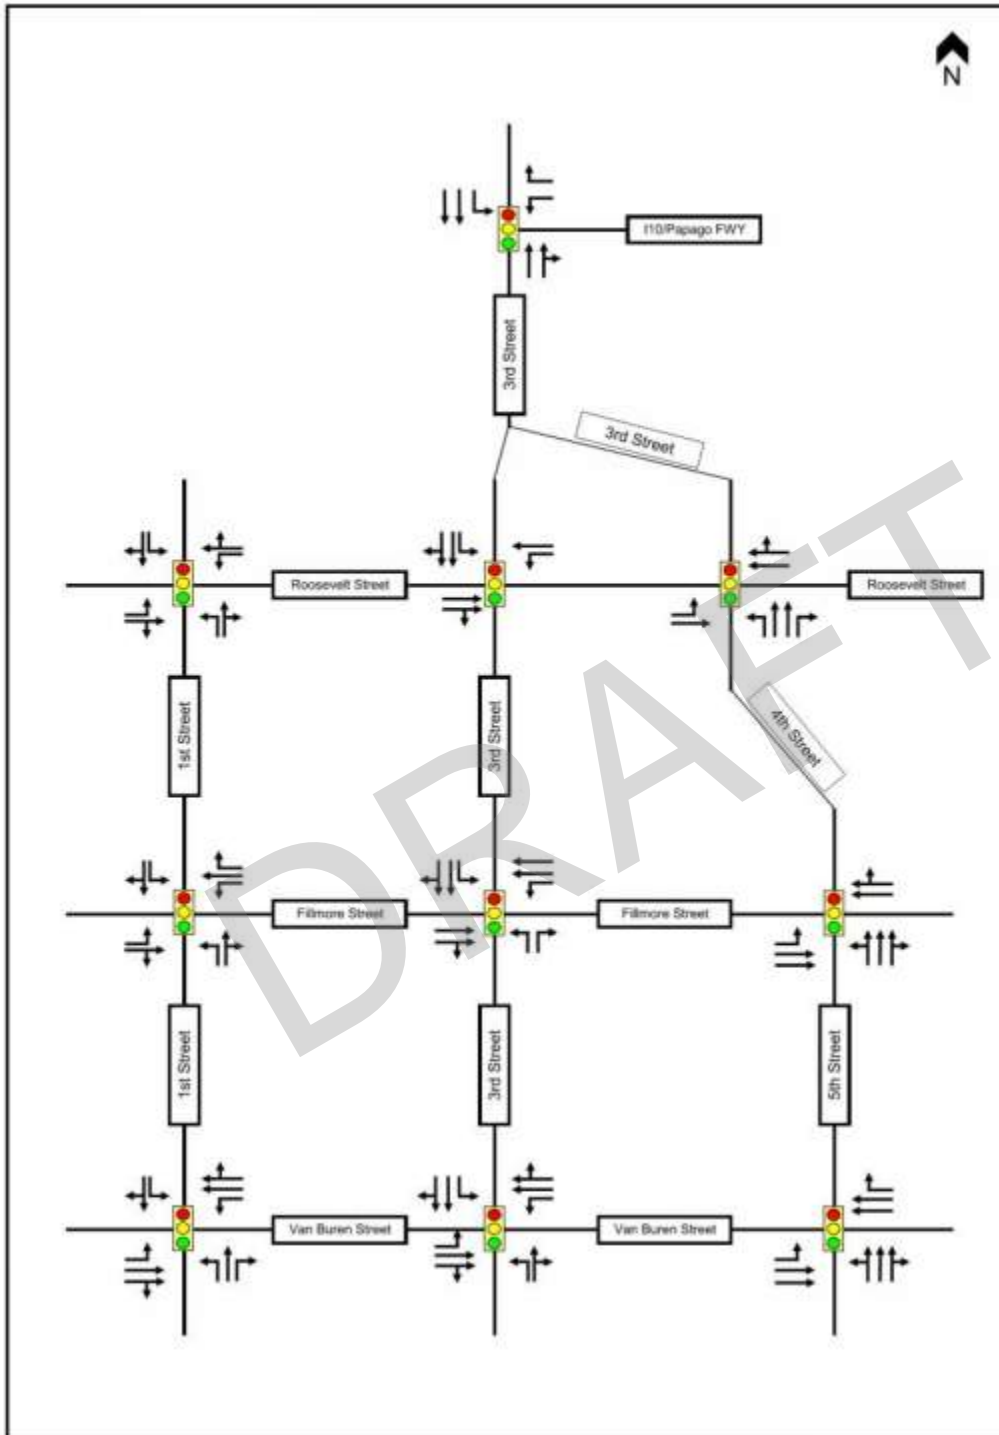 N
I10/Papago FWY
3rd Street
3rd Street
Roosevelt Street
Roosevelt Street
1st Street
3rd Street
4th Street
DRAFT
Fillmore Street
Fillmore Street
1st Street
3rd Street
5th Street
Van Buren Street
Van Buren Street